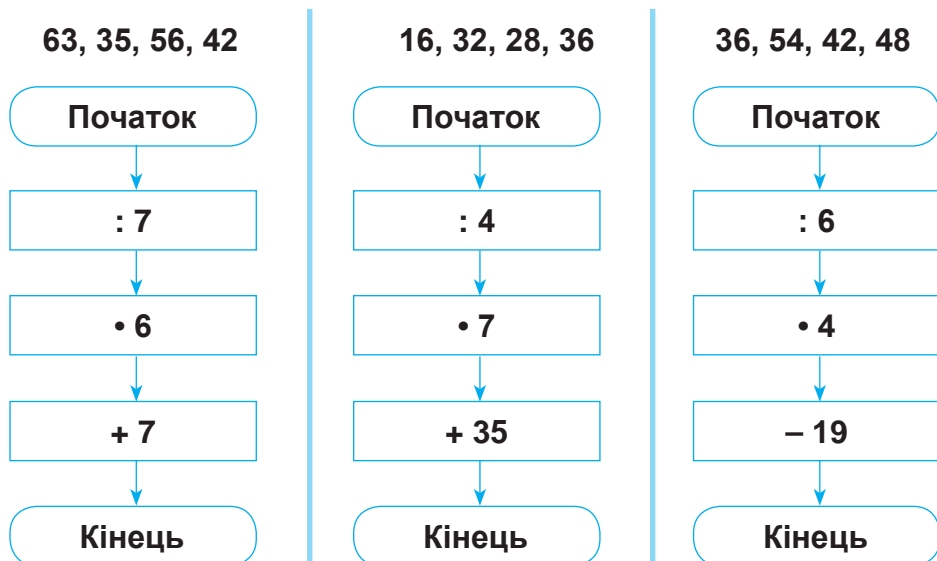 63, 35, 56, 42
Початок
: 7
• 6
+ 7
Кінець
16, 32, 28, 36
Початок
: 4
• 7
+ 35
Кінець
36, 54, 42, 48
Початок
: 6
• 4
– 19
Кінець